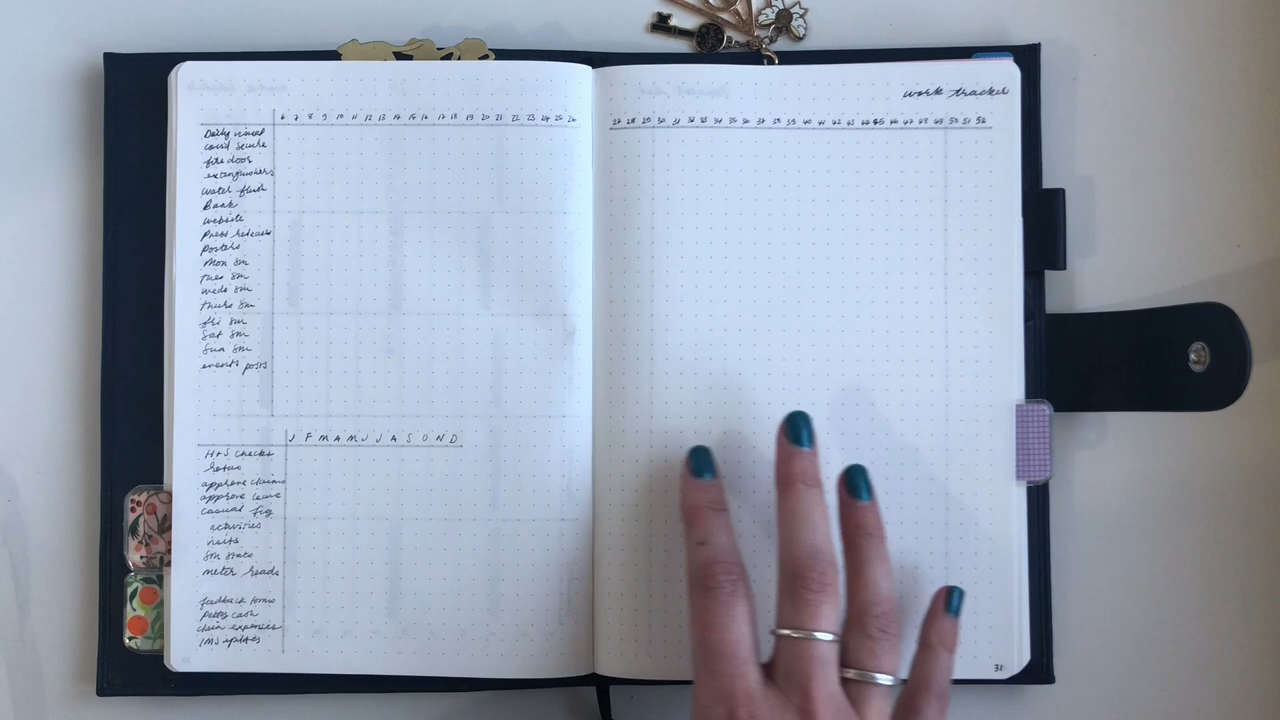 work tracker
6 7 8 9 10 11 12 13 14 15 16 17 18 19 20 21 22 23 24 25 26
27 28 29 30 31 32 33 34 35 36 37 38 39 40 41 42 43 44 45 46 47 48 49 50 51 52
Daily visual
covid secure
fire doos
extinguishers
water flush
Bank
website
press releases
posters
Mon sm
tues sm
weds sm
thurs sm
fri sm
sat sm
sun sm
events posts
J F M A M J J A S O N D
H+S checks
rotas
approve claims
approve leave
casual fig
activities
visits
sm stats
meter reads
feedback forms
petty cash
claim expenses
IMS updates
31